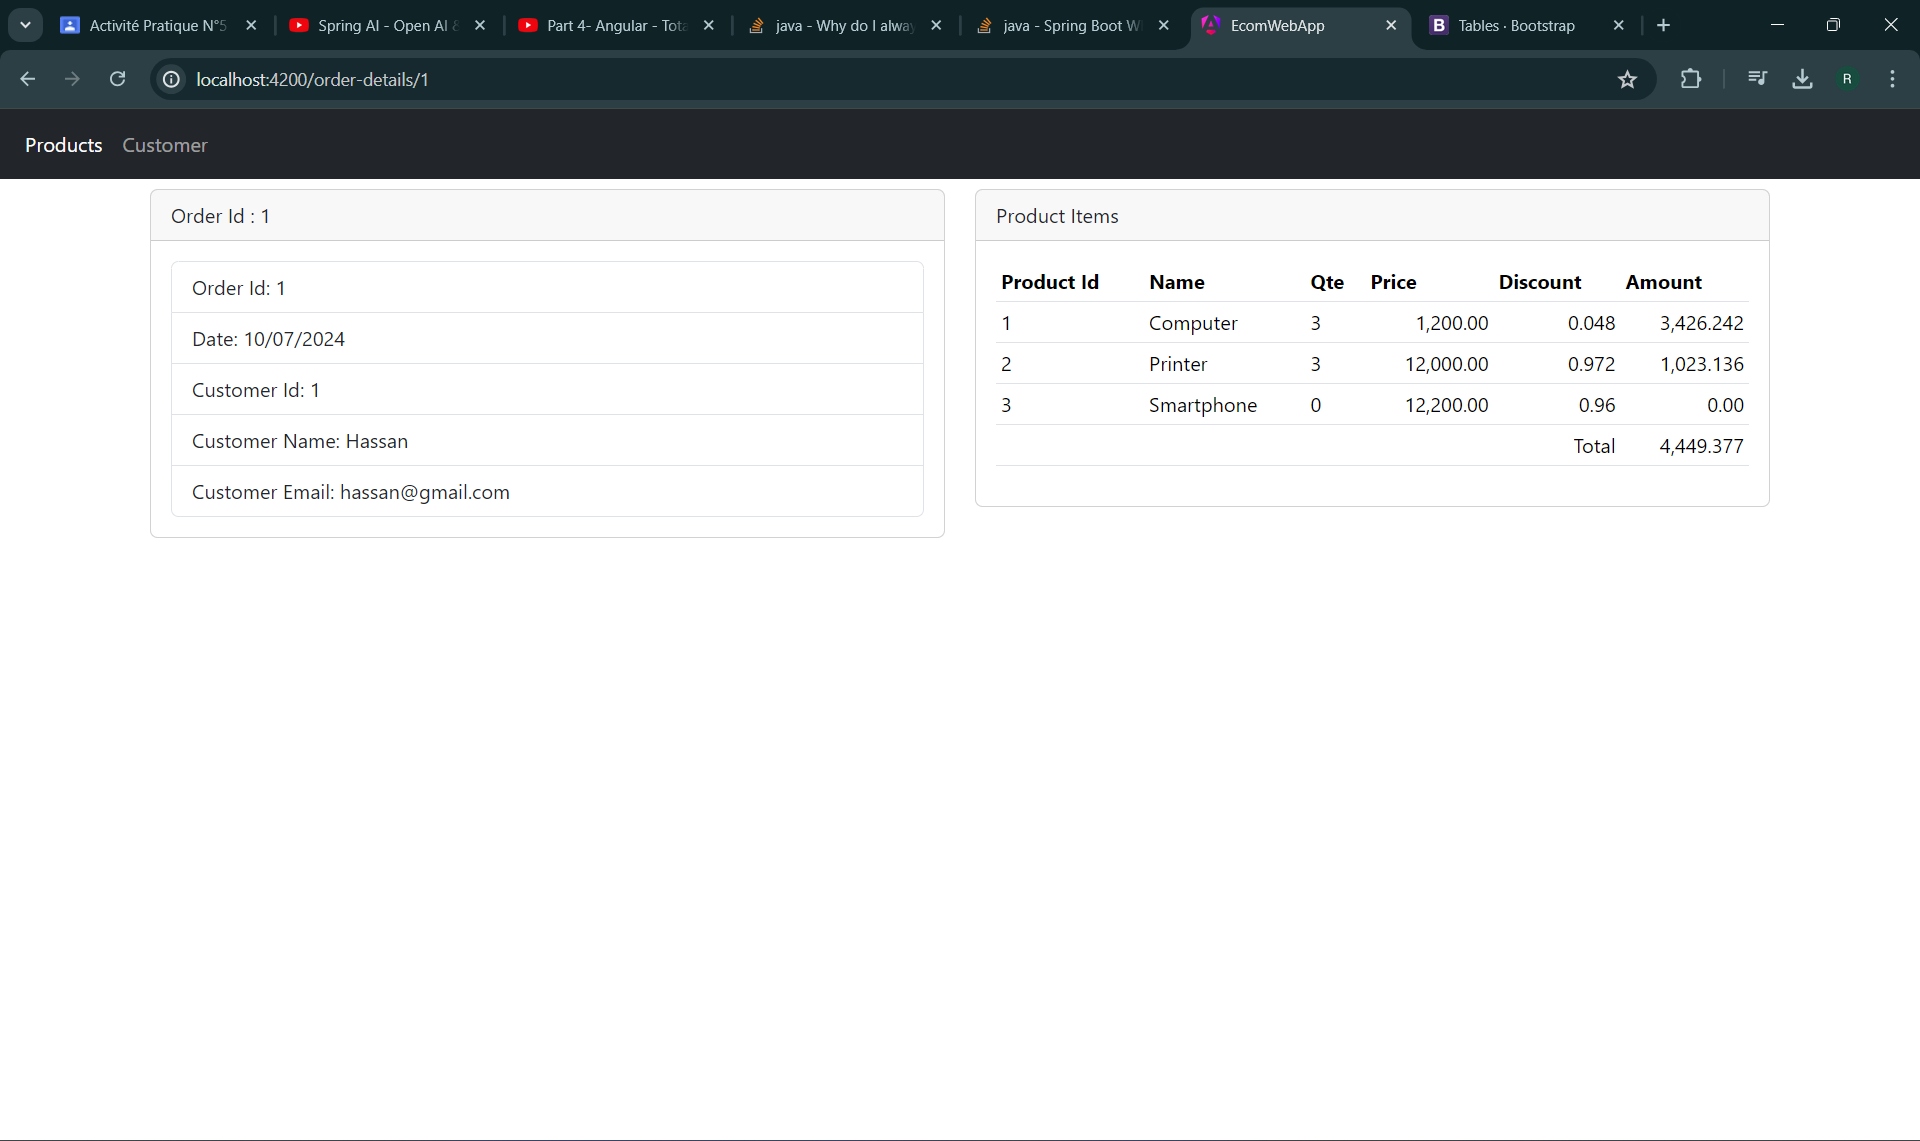 Activité Pratique N°5
Spring AI - Open AI &
Part 4- Angular - Tota
java - Why do I alway
java - Spring Boot W
EcomWebApp
Tables · Bootstrap
localhost:4200/order-details/1
R
Products Customer
Order Id : 1
Order Id: 1
Date: 10/07/2024
Customer Id: 1
Customer Name: Hassan
Customer Email: hassan@gmail.com
Product Items
Product Id Name Qte Price Discount Amount
1 Computer 3 1,200.00 0.048 3,426.242
2 Printer 3 12,000.00 0.972 1,023.136
3 Smartphone 0 12,200.00 0.96 0.00
Total 4,449.377